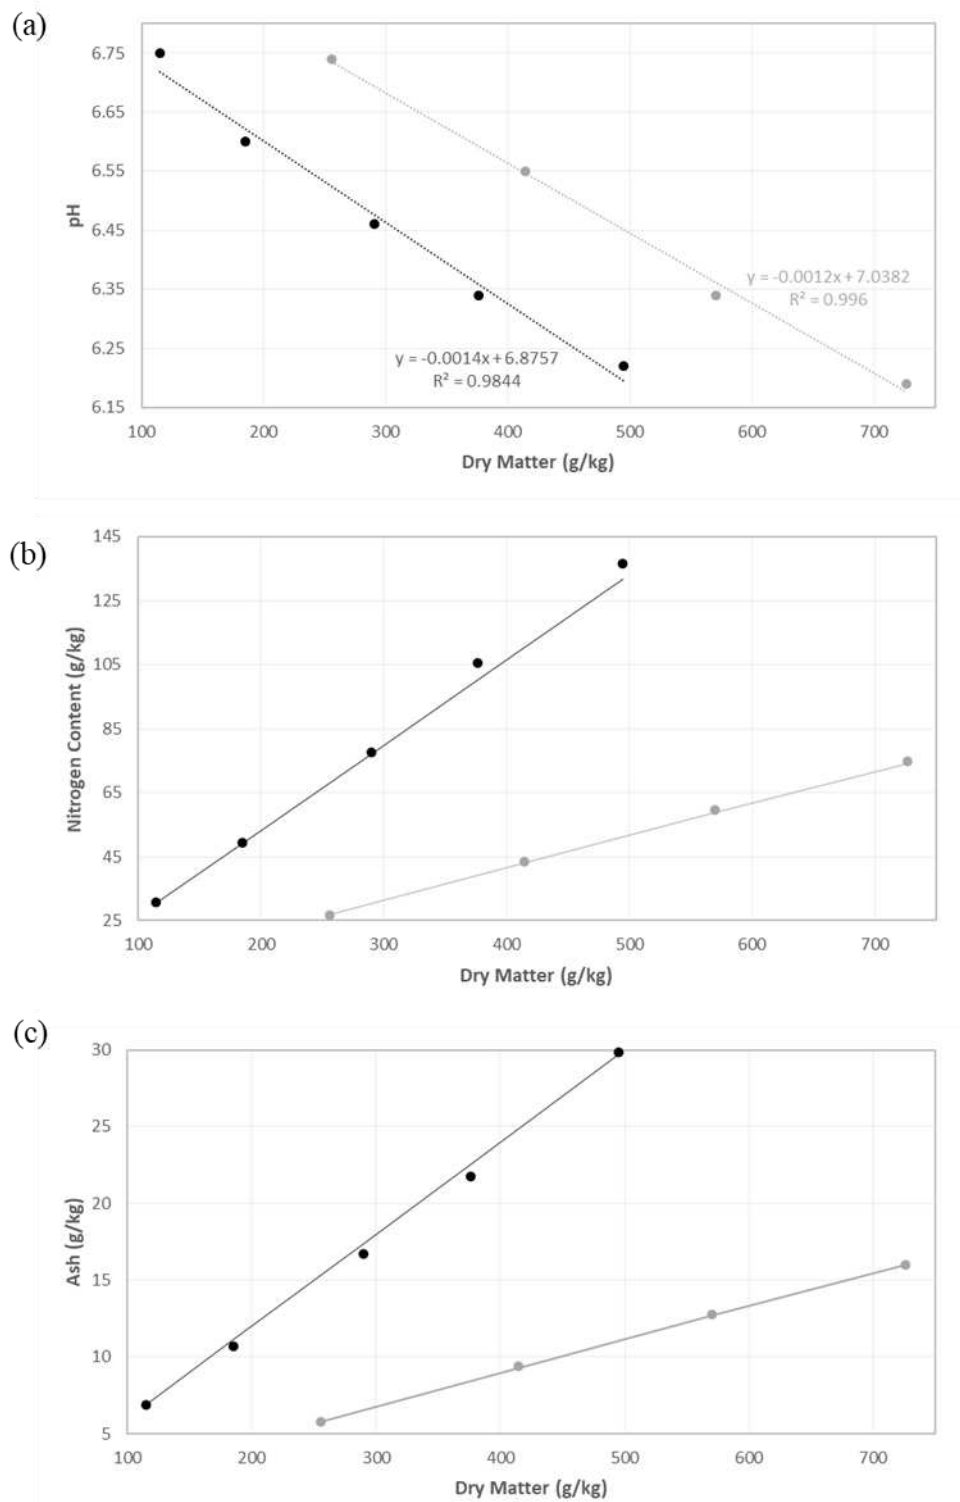 (a)
6.75
6.65
6.55
6.45
6.35
6.25
6.15
pH
y = -0.0012x + 7.0382
R² = 0.996
y = -0.0014x + 6.8757
R² = 0.9844
100 200 300 400 500 600 700
Dry Matter (g/kg)
(b)
145
125
105
85
65
45
25
Nitrogen Content (g/kg)
100 200 300 400 500 600 700
Dry Matter (g/kg)
(c)
30
25
20
15
10
5
Ash (g/kg)
100 200 300 400 500 600 700
Dry Matter (g/kg)